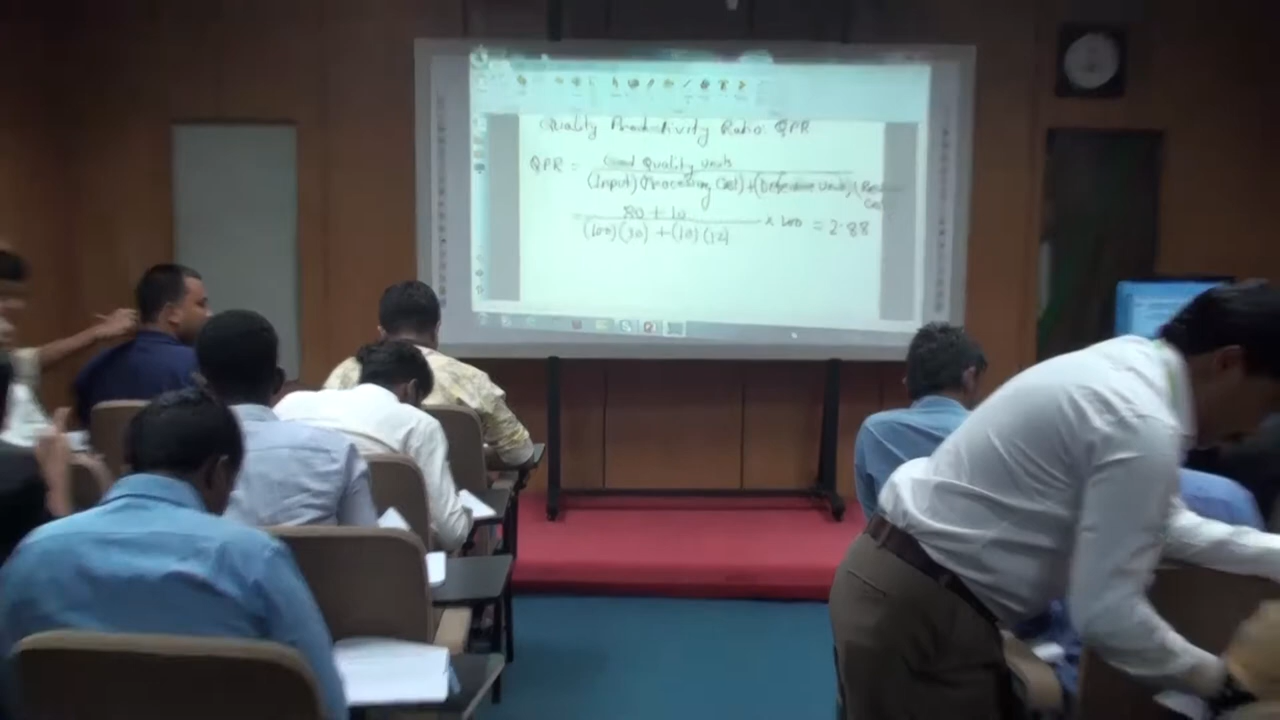 Quality Productivity Ratio: QPR
QPR = Good Quality Units
(Input) (Processing Cost) + (Defective Units) (
80 + 10
(100) (30) + (10) (12) × 100 = 2.88